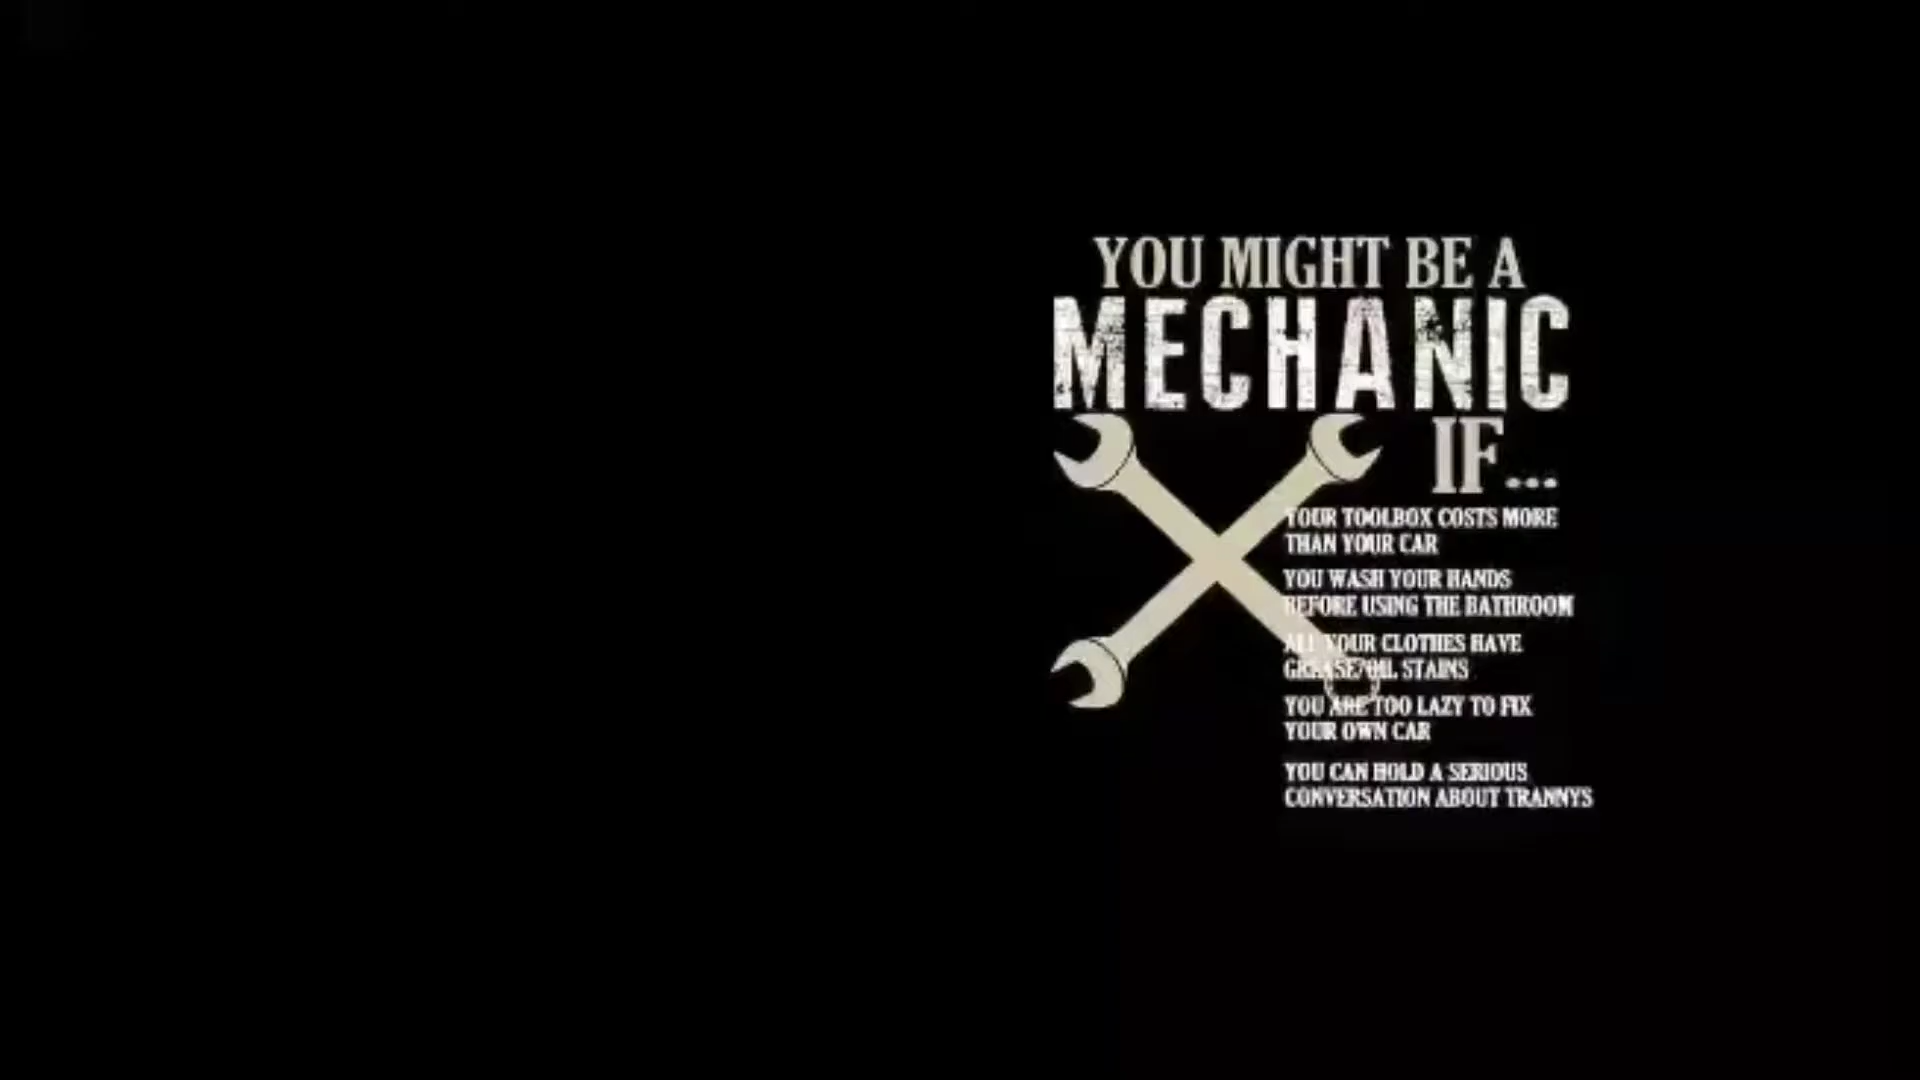 YOU MIGHT BE A
MECHANIC
IF...
YOUR TOOLBOX COSTS MORE
THAN YOUR CAR
YOU WASH YOUR HANDS
BEFORE USING THE BATHROOM
ALL YOUR CLOTHES HAVE
GREASE/OIL STAINS
YOU ARE TOO LAZY TO FIX
YOUR OWN CAR
YOU CAN HOLD A SERIOUS
CONVERSATION ABOUT TRANNYS